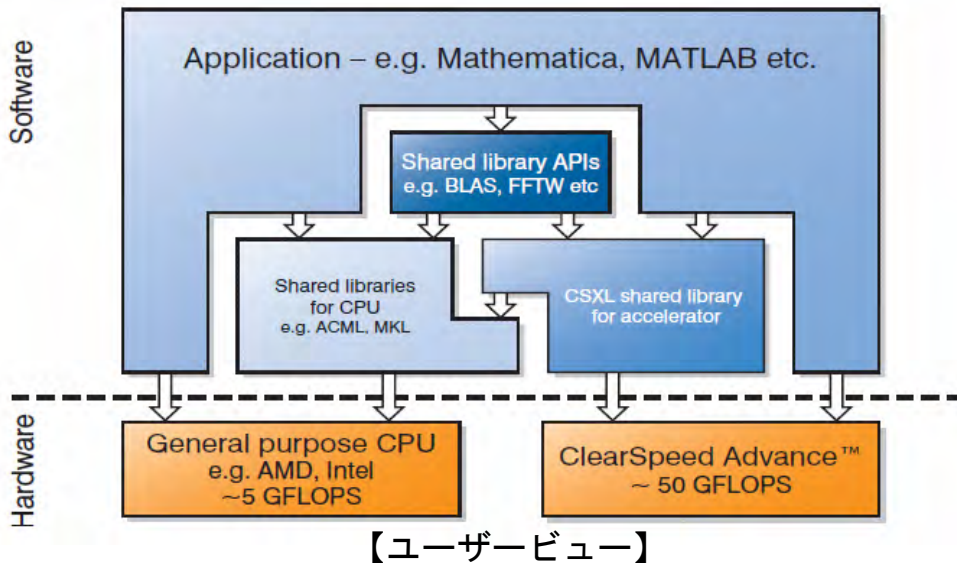 Software
Application – e.g. Mathematica, MATLAB etc.
Shared library APIs
e.g. BLAS, FFTW etc
Shared libraries
for CPU
e.g. ACML, MKL
CSXL shared library
for accelerator
Hardware
General purpose CPU
e.g. AMD, Intel
~5 GFLOPS
ClearSpeed Advance™
~ 50 GFLOPS
【ユーザービュー】